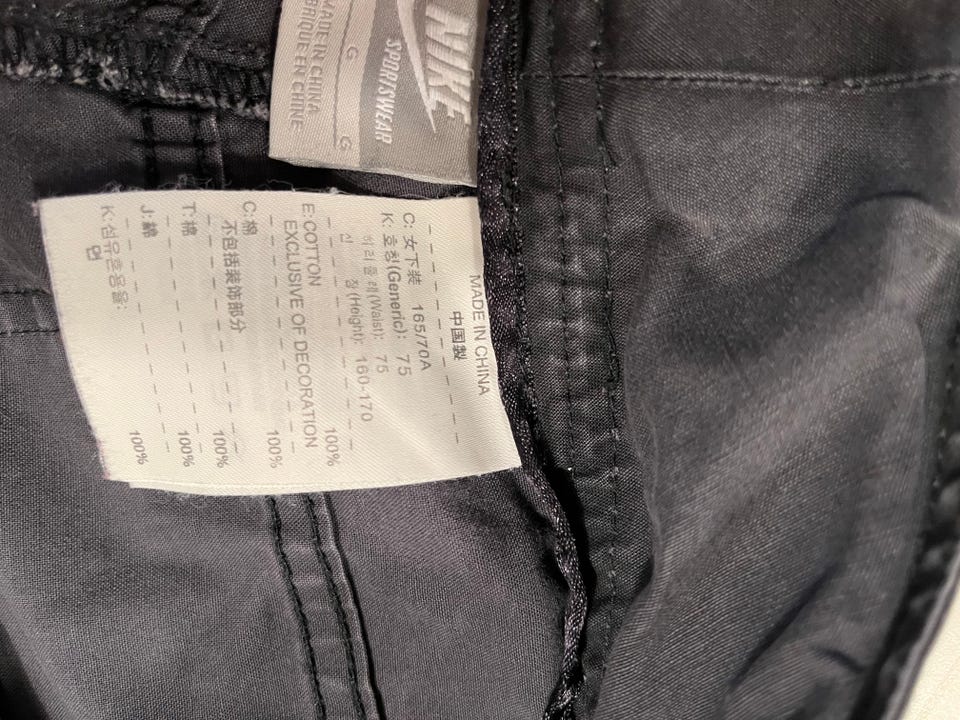 NIKE
SPORTSWEAR
G G
MADE IN CHINA
FABRIQUE EN CHINE
MADE IN CHINA
中国製
C: 女下装 165/70A
K: 호칭(Generic): 75
허리둘레(Waist): 75
신 장(Height): 160-170
E: COTTON 100%
EXCLUSIVE OF DECORATION
C: 棉 100%
不包括装饰部分
T: 棉 100%
J: 綿 100%
K: 섬유혼용율:
면 100%